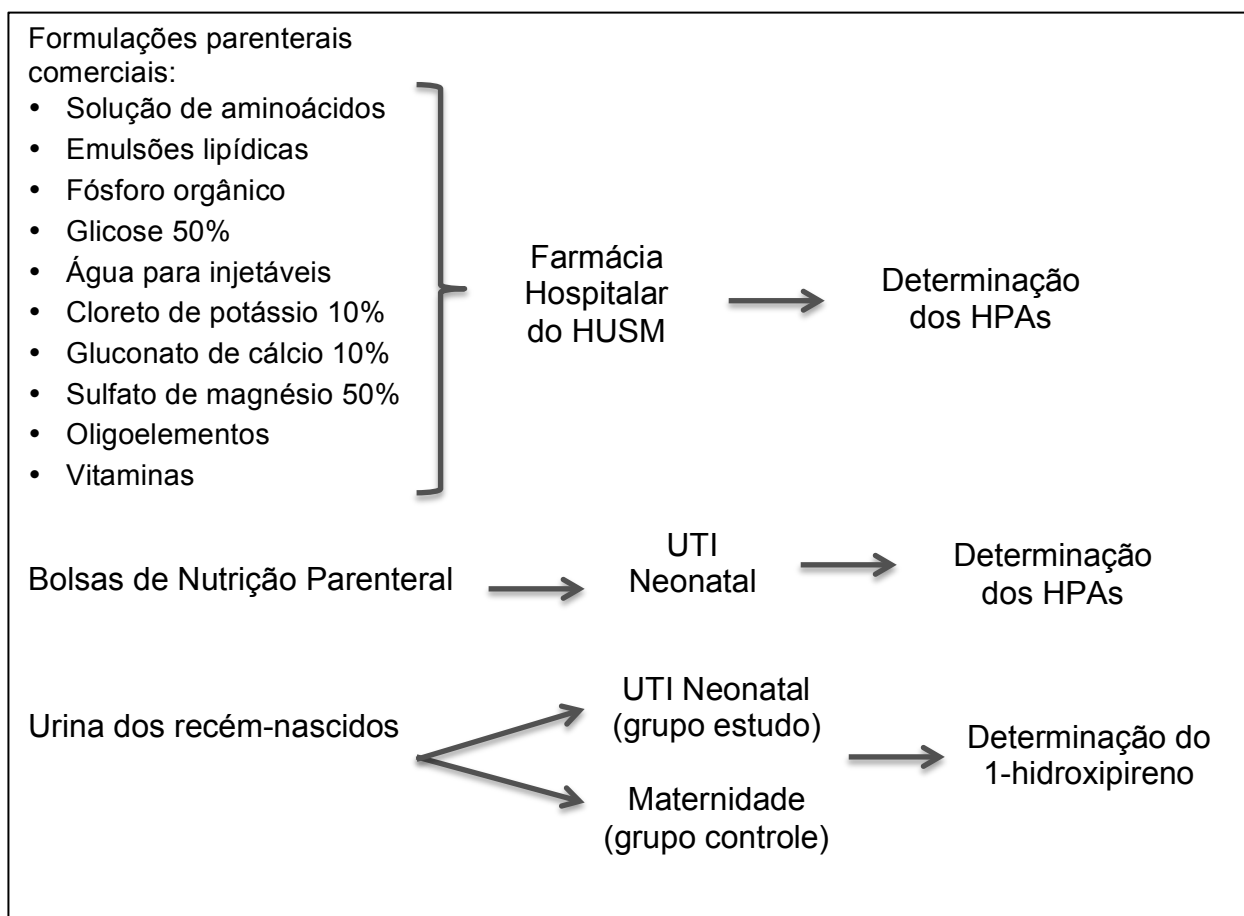 Formulações parenterais
comerciais:
• Solução de aminoácidos
• Emulsões lipídicas
• Fósforo orgânico
• Glicose 50%
• Água para injetáveis
• Cloreto de potássio 10%
• Gluconato de cálcio 10%
• Sulfato de magnésio 50%
• Oligoelementos
• Vitaminas
Farmácia
Hospitalar
do HUSM
Determinação
dos HPAs
Bolsas de Nutrição Parenteral
UTI
Neonatal
Determinação
dos HPAs
Urina dos recém-nascidos
UTI Neonatal
(grupo estudo)
Maternidade
(grupo controle)
Determinação do
1-hidroxipireno